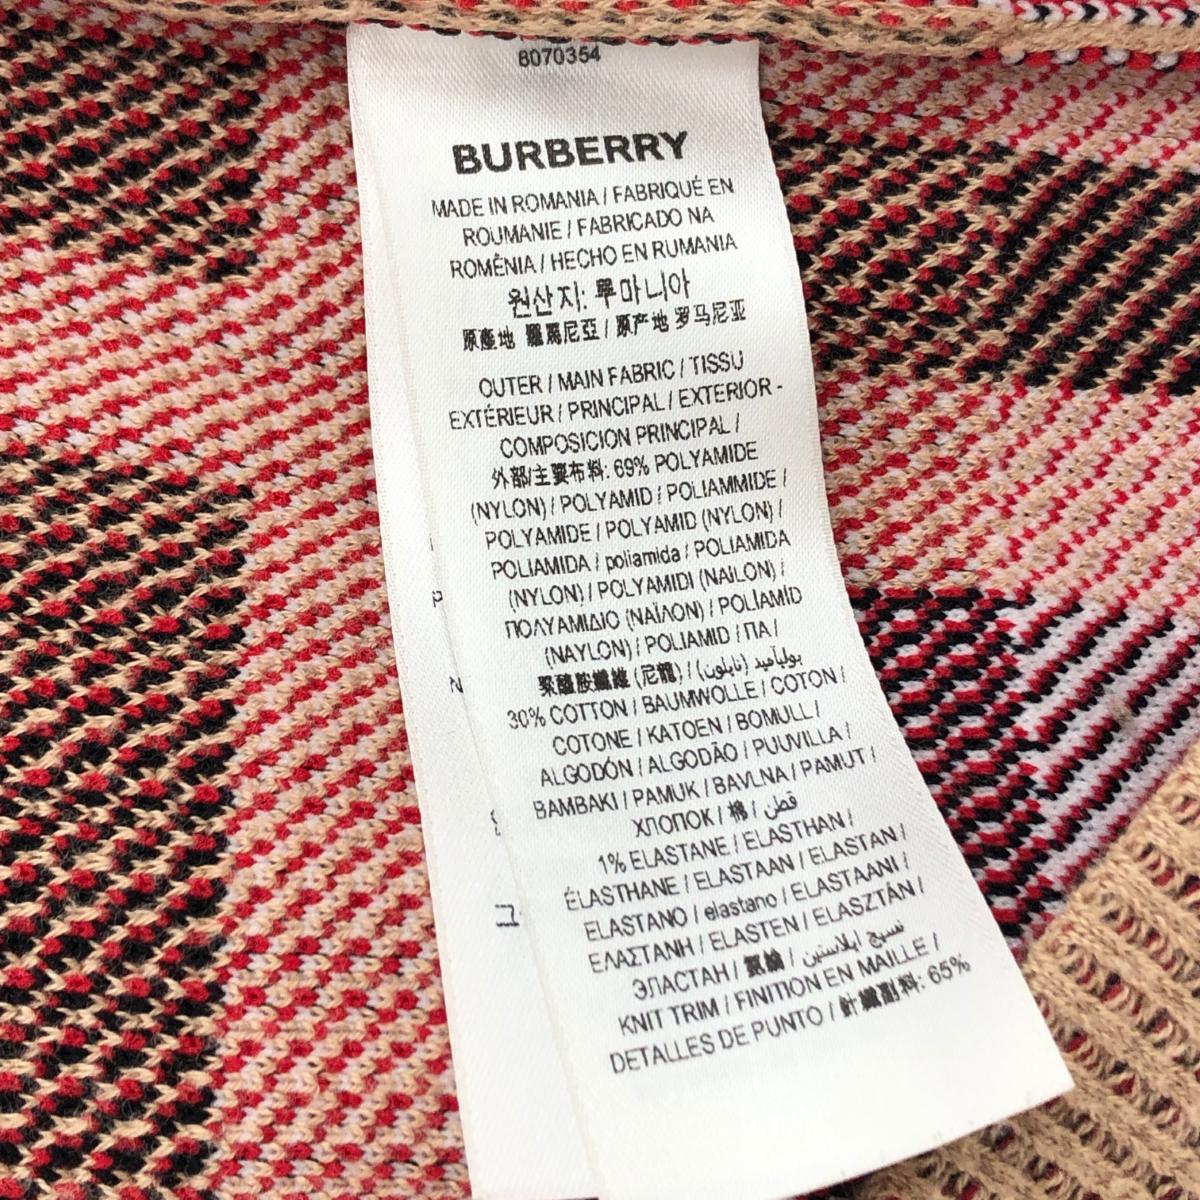 8070354
BURBERRY
MADE IN ROMANIA / FABRIQUÉ EN
ROUMANIE / FABRICADO NA
ROMÊNIA / HECHO EN RUMANIA
원산지: 루마니아
原產地 羅馬尼亞 / 原产地 罗马尼亚
OUTER / MAIN FABRIC / TISSU
EXTÉRIEUR / PRINCIPAL / EXTERIOR -
COMPOSICION PRINCIPAL /
外部/主要布料: 69% POLYAMIDE
(NYLON) / POLYAMID / POLIAMMIDE /
POLYAMIDE / POLYAMID (NYLON) /
POLIAMIDA / poliamida / POLIAMIDA
(NYLON) / POLYAMIDI (NAILON) /
ΠΟΛΥΑΜΙΔΙΟ (ΝΑΪΛΟΝ) / POLÍAMÍD
(NAYLON) / POLIAMID / ПА /
聚醯胺纖維 (尼龍) / بوليأميد (نايلون) /
30% COTTON / BAUMWOLLE / COTON /
COTONE / KATOEN / BOMULL /
ALGODÓN / ALGODÃO / PUUVILLA /
BAMBAKI / PAMUK / BAVLNA / PAMUT /
ХЛОПОК / 棉 / قطن
1% ELASTANE / ELASTHAN /
ÉLASTHANE / ELASTAAN / ELASTAN /
ELASTANO / elastano / ELASTAANI /
ΕΛΑΣΤΑΝΗ / ELASTEN / ELASZTÁN /
ЭЛАСТАН / نسيج ايلاستين /
KNIT TRIM / FINITION EN MAILLE /
DETALLES DE PUNTO / 針織副料: 65%